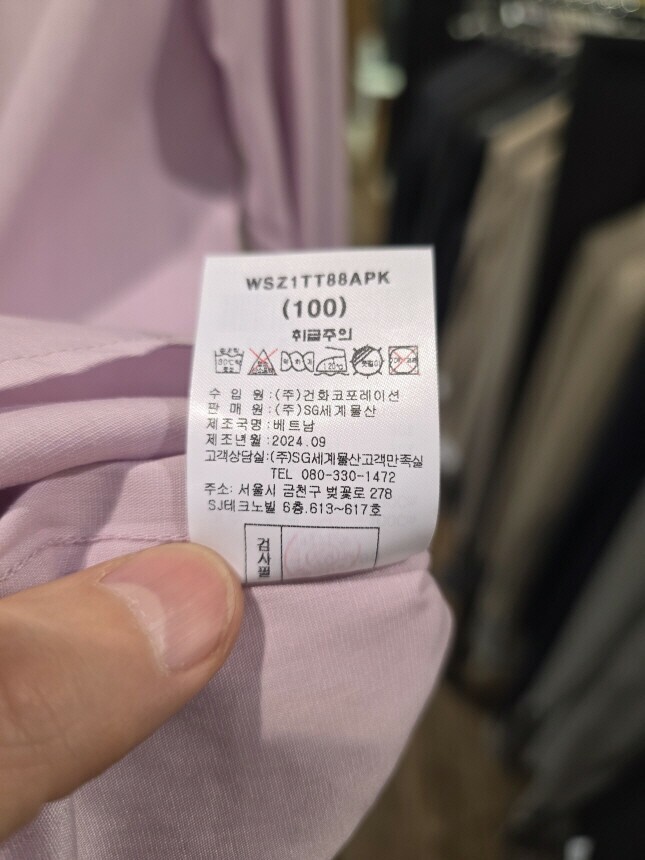 WSZ1TT88APK
(100)
취급주의
120℃
수 입 원:(주)건화코포레이션
판 매 원:(주)SG세계물산
제조국명:베트남
제조년월:2024.09
고객상담실:(주)SG세계물산고객만족실
TEL 080-330-1472
주소: 서울시 금천구 벚꽃로 278
SJ테크노빌 6층,613~617호
검사필